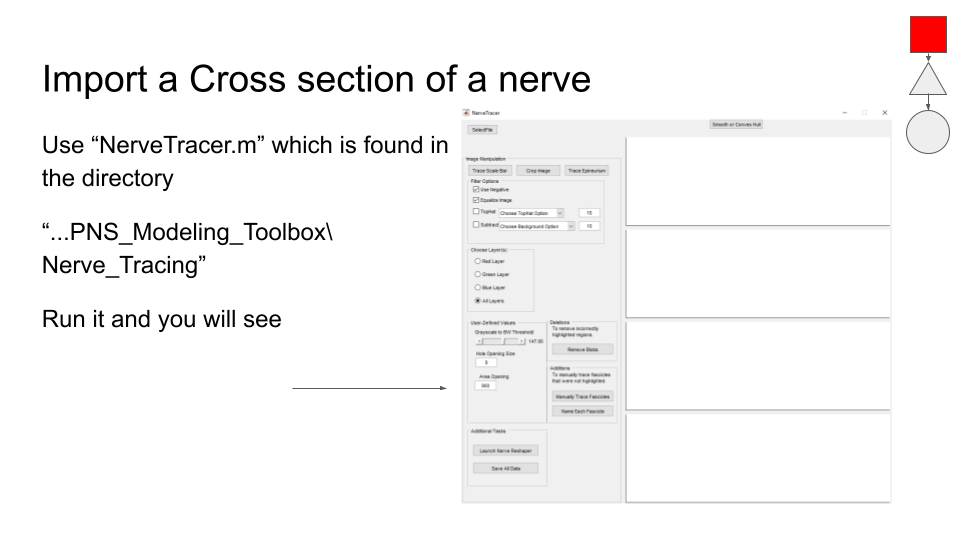 Import a Cross section of a nerve
Use “NerveTracer.m” which is found in
the directory
“...PNS_Modeling_Toolbox\
Nerve_Tracing”
Run it and you will see
NerveTracer
SelectFile
Smooth or Convex Hull
Image Manipulation
Trace Scale Bar
Crop Image
Trace Epineurium
Filter Options
Use Negative
Equalize Image
TopHat
Choose TopHat Option
10
Subtract
Choose Background Option
10
Choose Layer(s):
Red Layer
Green Layer
Blue Layer
All Layers
User-Defined Values
Grayscale to BW Threshold
147.00
Hole Opening Size
Area Opening
Deletions
To remove incorrectly
highlighted regions.
Remove Blobs
Additions
To manually trace fascicles
that were not highlighted.
Manually Trace Fascicles
Name Each Fascicle
Additional Tasks
Launch Nerve Reshaper
Save All Data